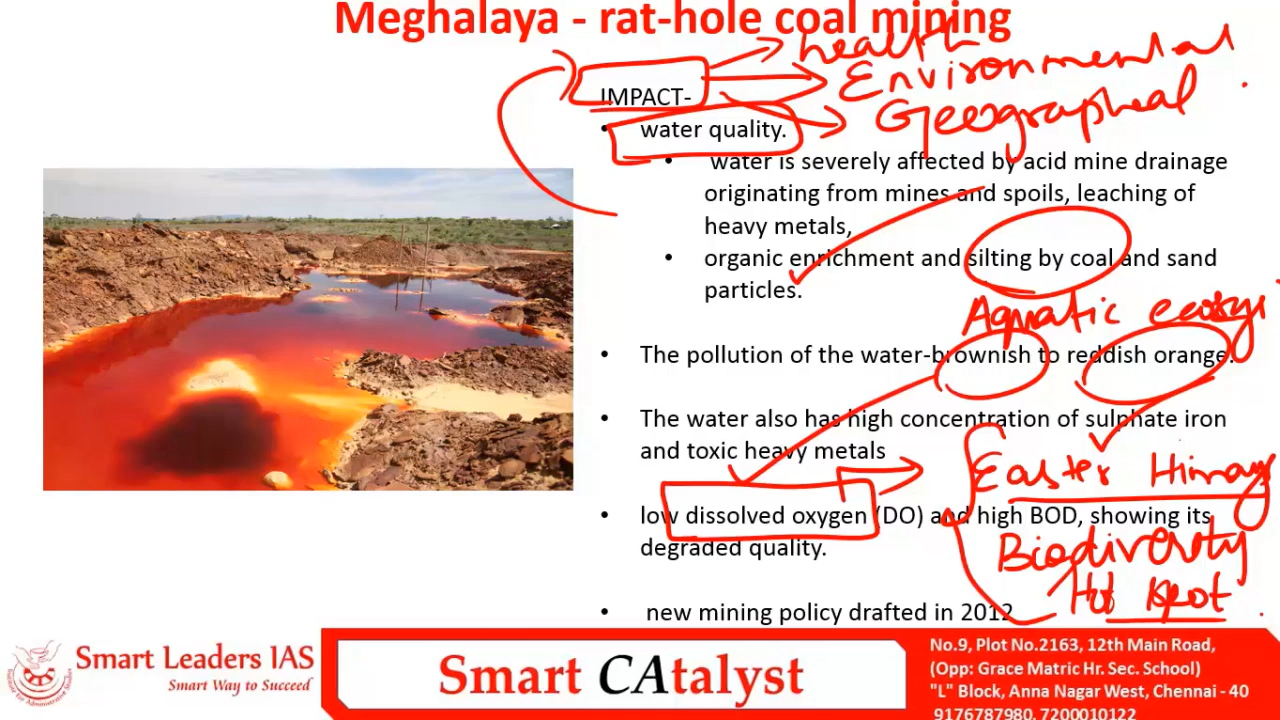 Meghalaya - rat-hole coal mining
health
Environmental
Geographeal
IMPACT-
• water quality.
• water is severely affected by acid mine drainage
originating from mines and spoils, leaching of
heavy metals,
• organic enrichment and silting by coal and sand
particles.
Aquatic
• The pollution of the water-brownish to reddish orange.
• The water also has high concentration of sulphate iron
and toxic heavy metals
Easter
• low dissolved oxygen (DO) and high BOD, showing its
degraded quality.
Biodiversity
Hot spot
• new mining policy drafted in 2012
Smart Leaders IAS
Smart Way to Succeed
Smart CAtalyst
No.9, Plot No.2163, 12th Main Road,
(Opp: Grace Matric Hr. Sec. School)
"L" Block, Anna Nagar West, Chennai - 40
9176787980, 7200010122